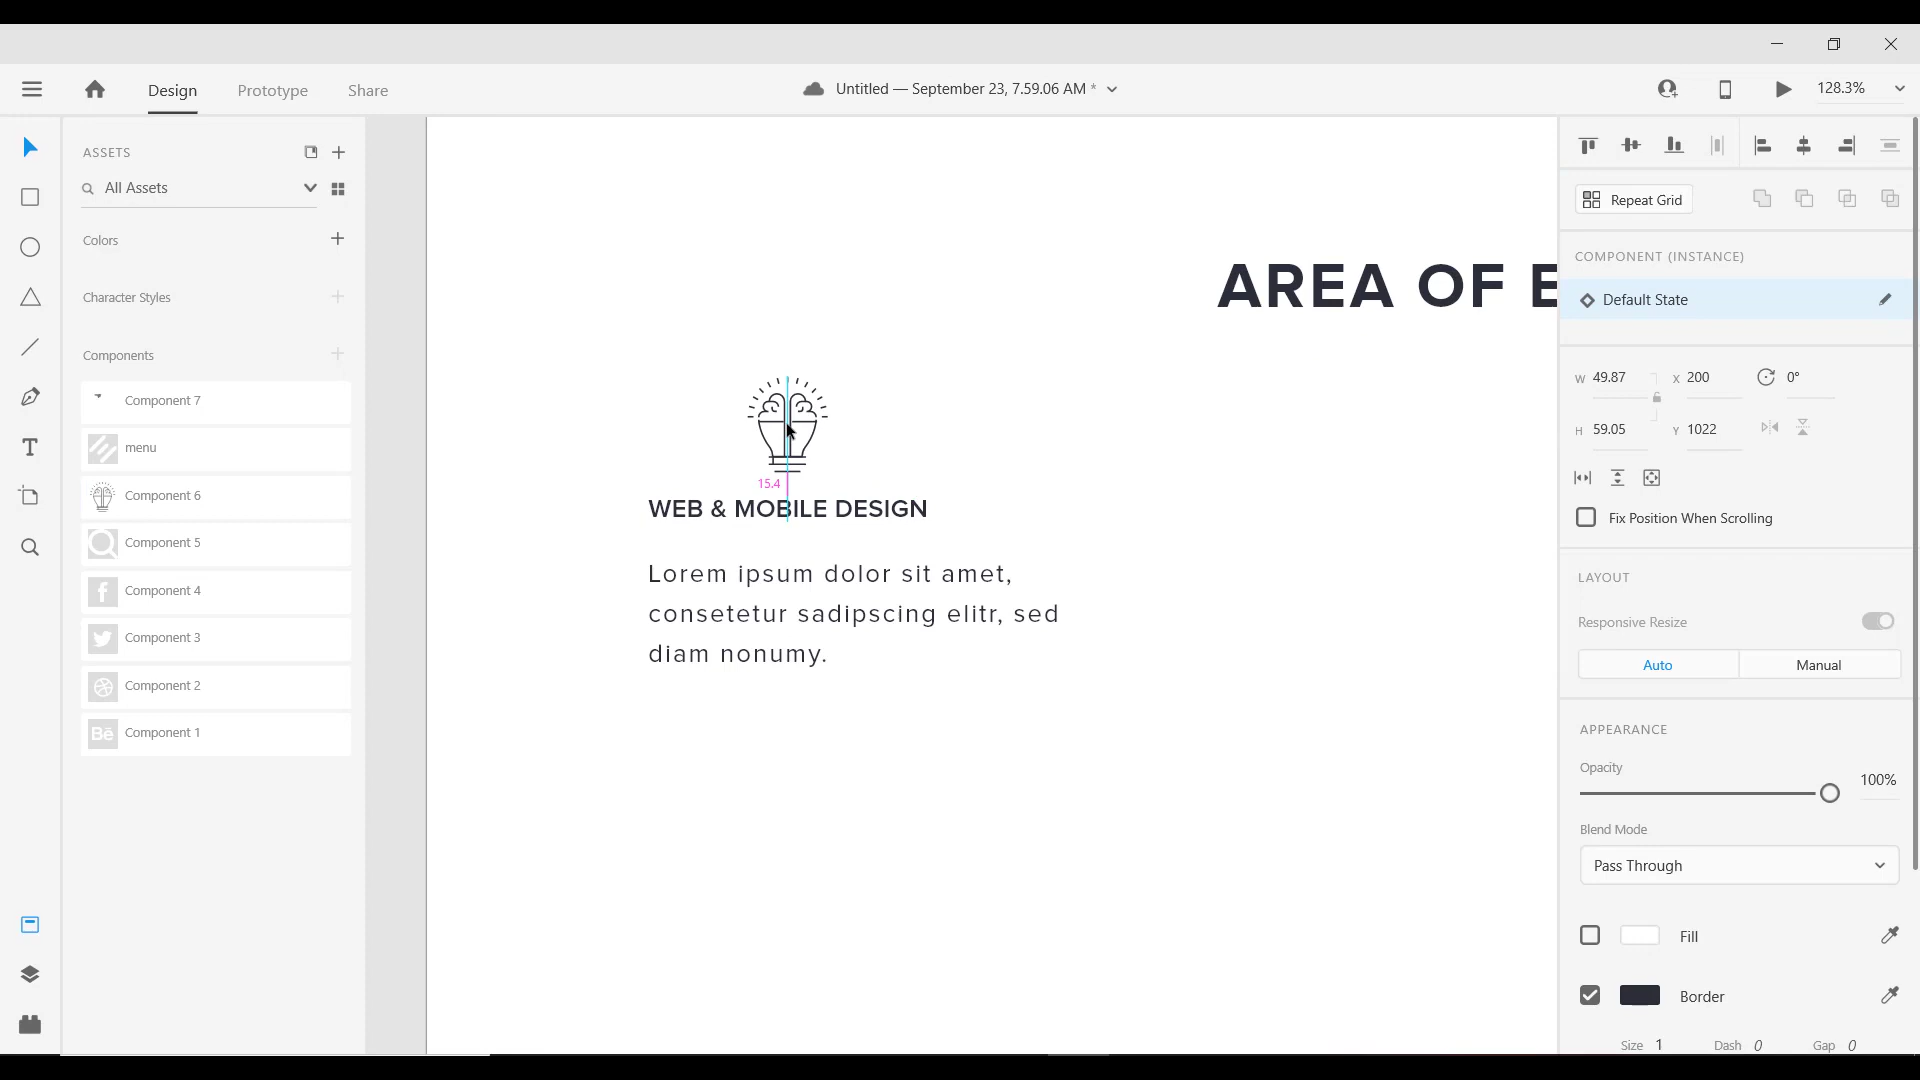 Design
Prototype
Share
Untitled — September 23, 7.59.06 AM *
128.3%
ASSETS
All Assets
Colors
Character Styles
Components
Component 7
menu
Component 6
Component 5
Component 4
Component 3
Component 2
Bē Component 1
AREA OF E
15.4
WEB & MOBILE DESIGN
Lorem ipsum dolor sit amet,
consetetur sadipscing elitr, sed
diam nonumy.
Repeat Grid
COMPONENT (INSTANCE)
Default State
W 49.87 X 200 0°
H 59.05 Y 1022
Fix Position When Scrolling
LAYOUT
Responsive Resize
Auto Manual
APPEARANCE
Opacity
100%
Blend Mode
Pass Through
Fill
Border
Size 1 Dash 0 Gap 0